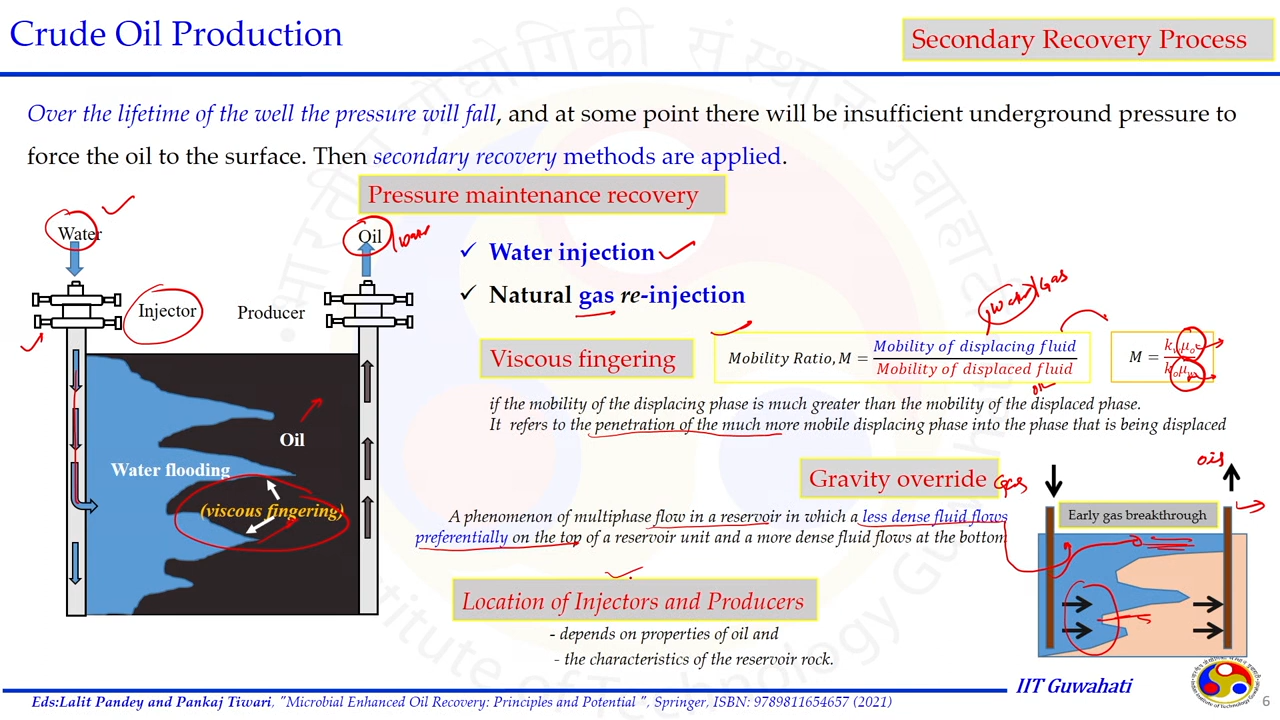 Crude Oil Production
Secondary Recovery Process
Over the lifetime of the well the pressure will fall, and at some point there will be insufficient underground pressure to
force the oil to the surface. Then secondary recovery methods are applied.
Pressure maintenance recovery
Water
Oil
water
✓ Water injection
✓ Natural gas re-injection
Injector
Producer
water/Gas
Viscous fingering
Mobility Ratio, M = Mobility of displacing fluid / Mobility of displaced fluid
M = k_w μ_o / k_o μ_w
oil
if the mobility of the displacing phase is much greater than the mobility of the displaced phase.
It refers to the penetration of the much more mobile displacing phase into the phase that is being displaced
Oil
Water flooding
(viscous fingering)
Gravity override
Gas
oil
A phenomenon of multiphase flow in a reservoir in which a less dense fluid flows
preferentially on the top of a reservoir unit and a more dense fluid flows at the bottom
Early gas breakthrough
Location of Injectors and Producers
- depends on properties of oil and
- the characteristics of the reservoir rock.
IIT Guwahati
Eds:Lalit Pandey and Pankaj Tiwari, "Microbial Enhanced Oil Recovery: Principles and Potential ", Springer, ISBN: 9789811654657 (2021)
6